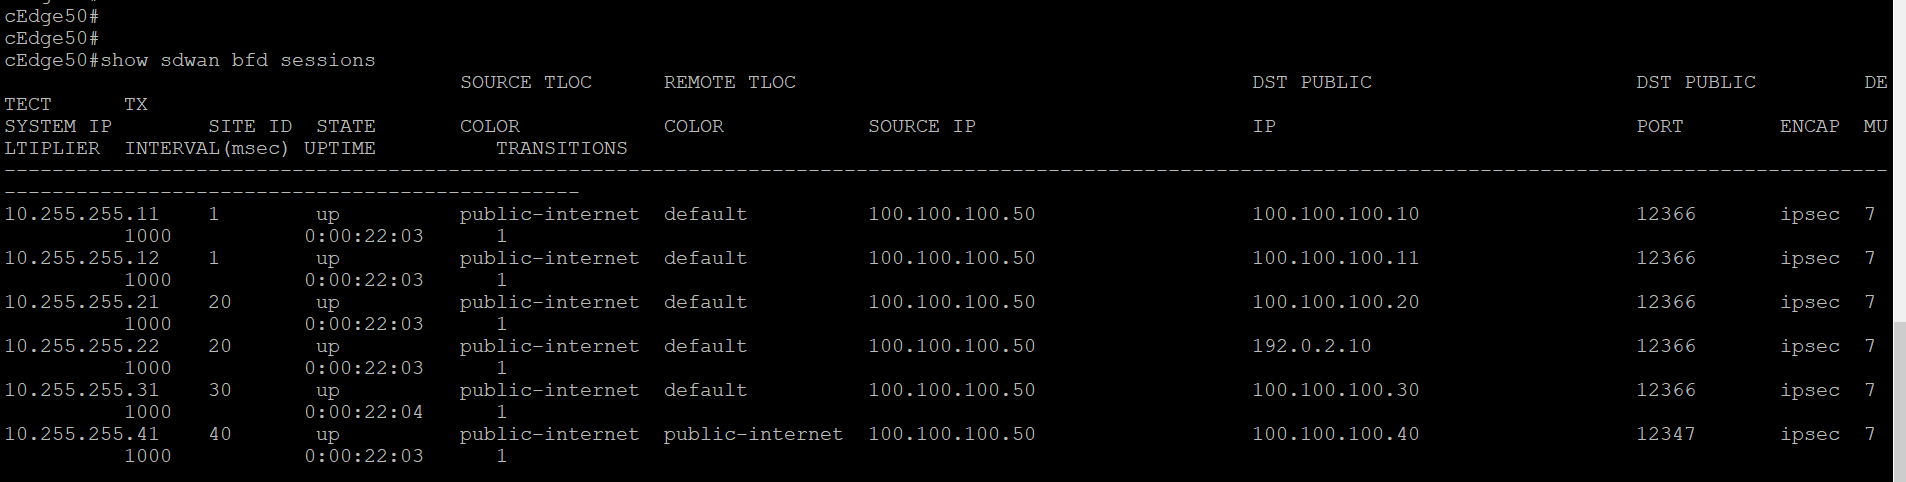 cEdge50#
cEdge50#
cEdge50#show sdwan bfd sessions
SOURCE TLOC REMOTE TLOC DST PUBLIC DST PUBLIC DE
TECT TX
SYSTEM IP SITE ID STATE COLOR COLOR SOURCE IP IP PORT ENCAP MU
LTIPLIER INTERVAL(msec) UPTIME TRANSITIONS
-------------------------------------------------------------------------------------------------------------------------------------------------------------
------------------------------------------------
10.255.255.11 1 up public-internet default 100.100.100.50 100.100.100.10 12366 ipsec 7
1000 0:00:22:03 1
10.255.255.12 1 up public-internet default 100.100.100.50 100.100.100.11 12366 ipsec 7
1000 0:00:22:03 1
10.255.255.21 20 up public-internet default 100.100.100.50 100.100.100.20 12366 ipsec 7
1000 0:00:22:03 1
10.255.255.22 20 up public-internet default 100.100.100.50 192.0.2.10 12366 ipsec 7
1000 0:00:22:03 1
10.255.255.31 30 up public-internet default 100.100.100.50 100.100.100.30 12366 ipsec 7
1000 0:00:22:04 1
10.255.255.41 40 up public-internet public-internet 100.100.100.50 100.100.100.40 12347 ipsec 7
1000 0:00:22:03 1